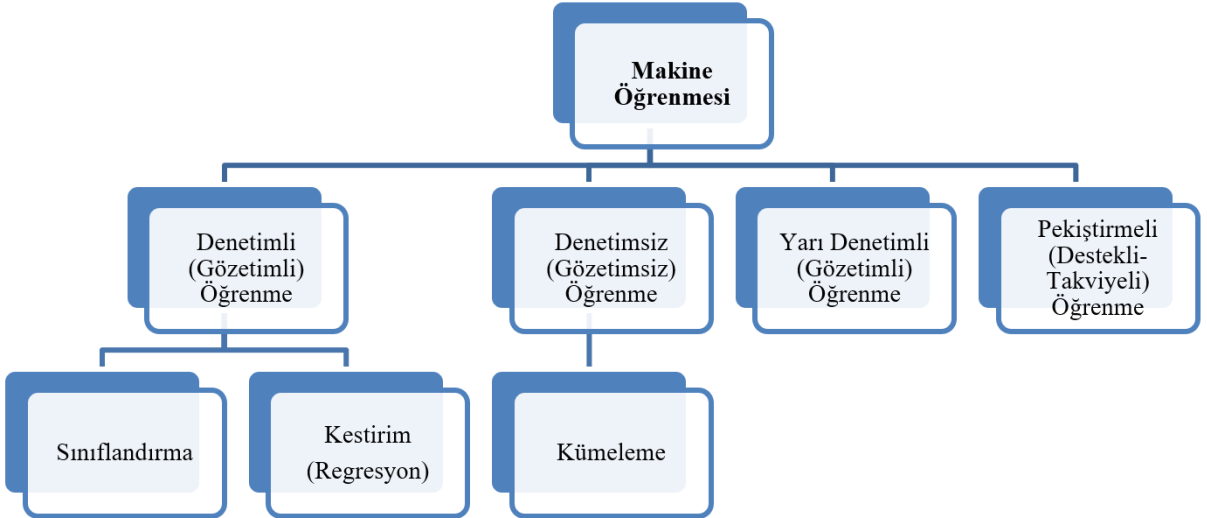 Makine
Öğrenmesi
Denetimli
(Gözetimli)
Öğrenme
Denetimsiz
(Gözetimsiz)
Öğrenme
Yarı Denetimli
(Gözetimli)
Öğrenme
Pekiştirmeli
(Destekli-
Takviyeli)
Öğrenme
Sınıflandırma
Kestirim
(Regresyon)
Kümeleme